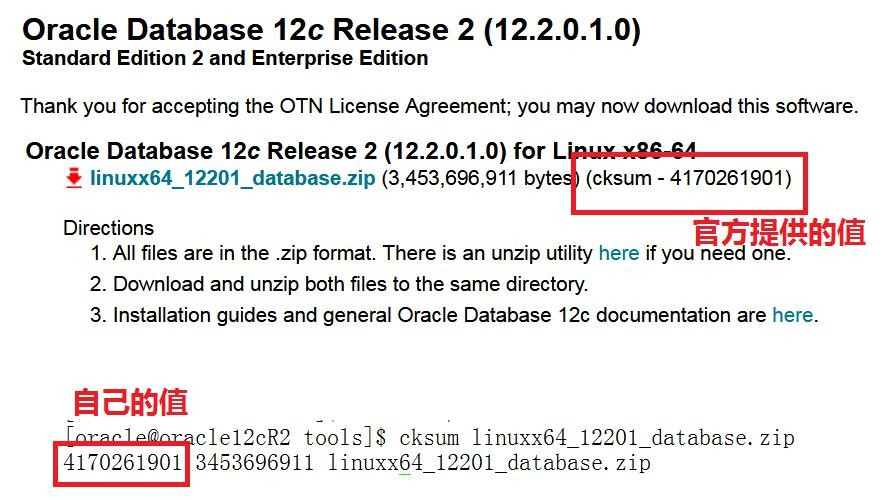 Oracle Database 12c Release 2 (12.2.0.1.0)
Standard Edition 2 and Enterprise Edition
Thank you for accepting the OTN License Agreement; you may now download this software.
Oracle Database 12c Release 2 (12.2.0.1.0) for Linux x86-64
linuxx64_12201_database.zip (3,453,696,911 bytes) (cksum - 4170261901)
官方提供的值
Directions
1. All files are in the .zip format. There is an unzip utility here if you need one.
2. Download and unzip both files to the same directory.
3. Installation guides and general Oracle Database 12c documentation are here.
自己的值
[oracle@oracle12cR2 tools]$ cksum linuxx64_12201_database.zip
4170261901 3453696911 linuxx64_12201_database.zip